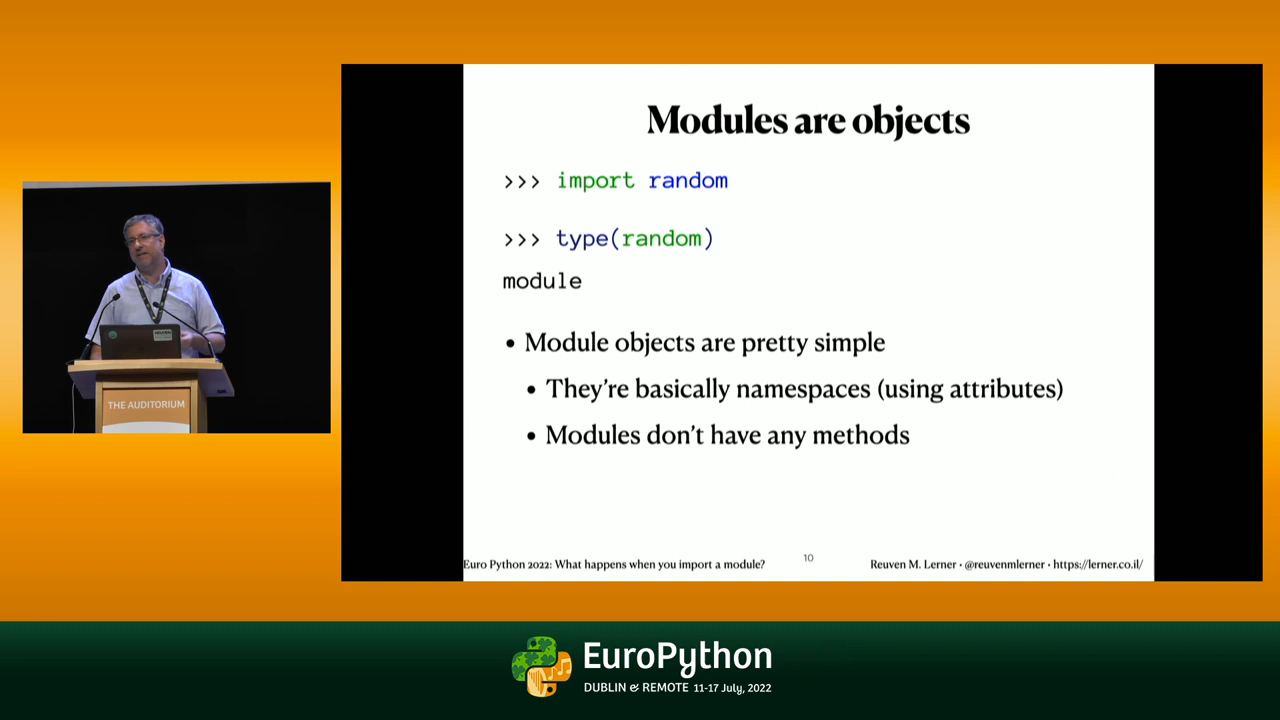 Modules are objects
>>> import random
>>> type(random)
module
• Module objects are pretty simple
• They're basically namespaces (using attributes)
• Modules don't have any methods
Euro Python 2022: What happens when you import a module?
10
Reuven M. Lerner • @reuvenmlerner • https://lerner.co.il/
THE AUDITORIUM
EuroPython
DUBLIN & REMOTE 11-17 July, 2022